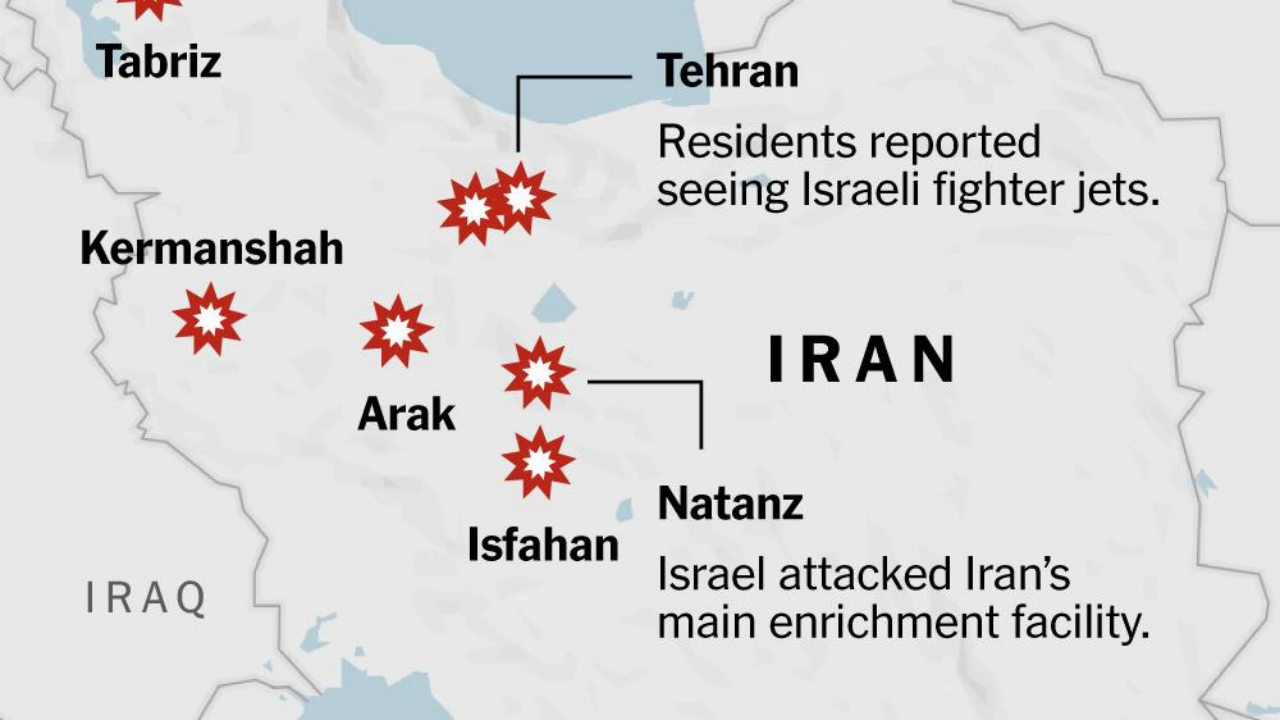 Tabriz
Tehran
Residents reported
seeing Israeli fighter jets.
Kermanshah
IRAN
Arak
Natanz
Isfahan
Israel attacked Iran’s
main enrichment facility.
IRAQ